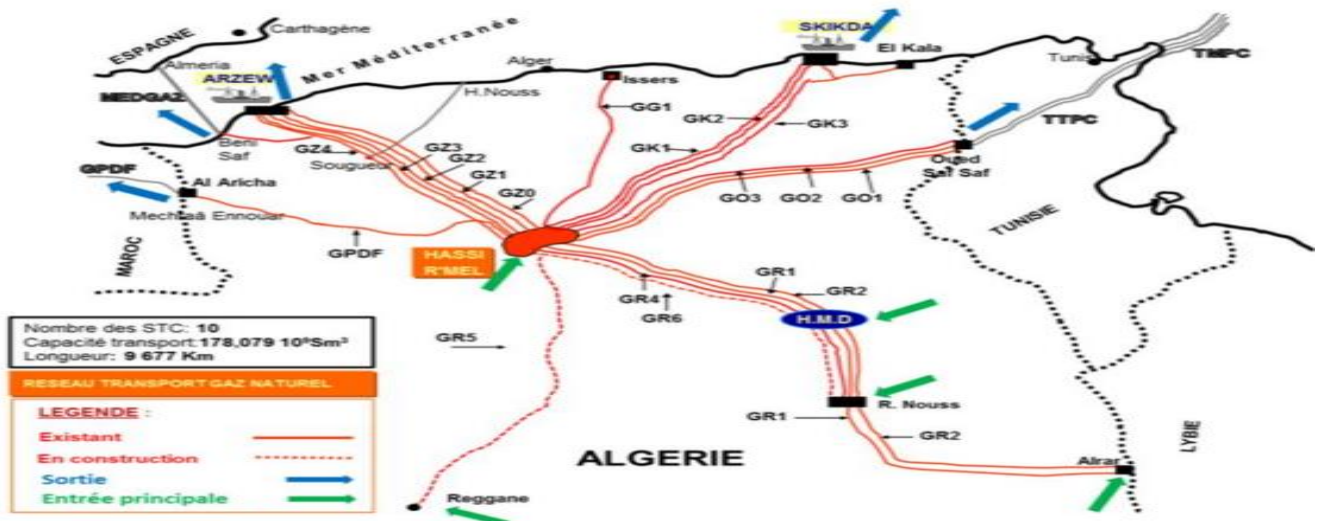 ESPAGNE
Carthagène
Almeria
ARZEW
Mer Méditerranée
MEDGAZ
Beni
Saf
GPDF
Al Aricha
Mechlaâ Ennouar
MAROC
GPDF
H.Nouss
Alger
Issers
GG1
SKIKDA
El Kala
Tunis
TMPC
TTPC
GK2
GK3
GK1
Oued
Saf Saf
GO3
GO2
GO1
GZ4
Sougueur
GZ3
GZ2
GZ1
GZ0
HASSI
R'MEL
TUNISIE
GR1
GR2
GR4
GR6
H.M.D
GR5
R. Nouss
GR1
GR2
Alrar
LYBIE
ALGERIE
Reggane
Nombre des STC: 10
Capacité transport:178,079 10⁹Sm³
Longueur: 9 677 Km
RESEAU TRANSPORT GAZ NATUREL
LEGENDE :
Existant
En construction
Sortie
Entrée principale